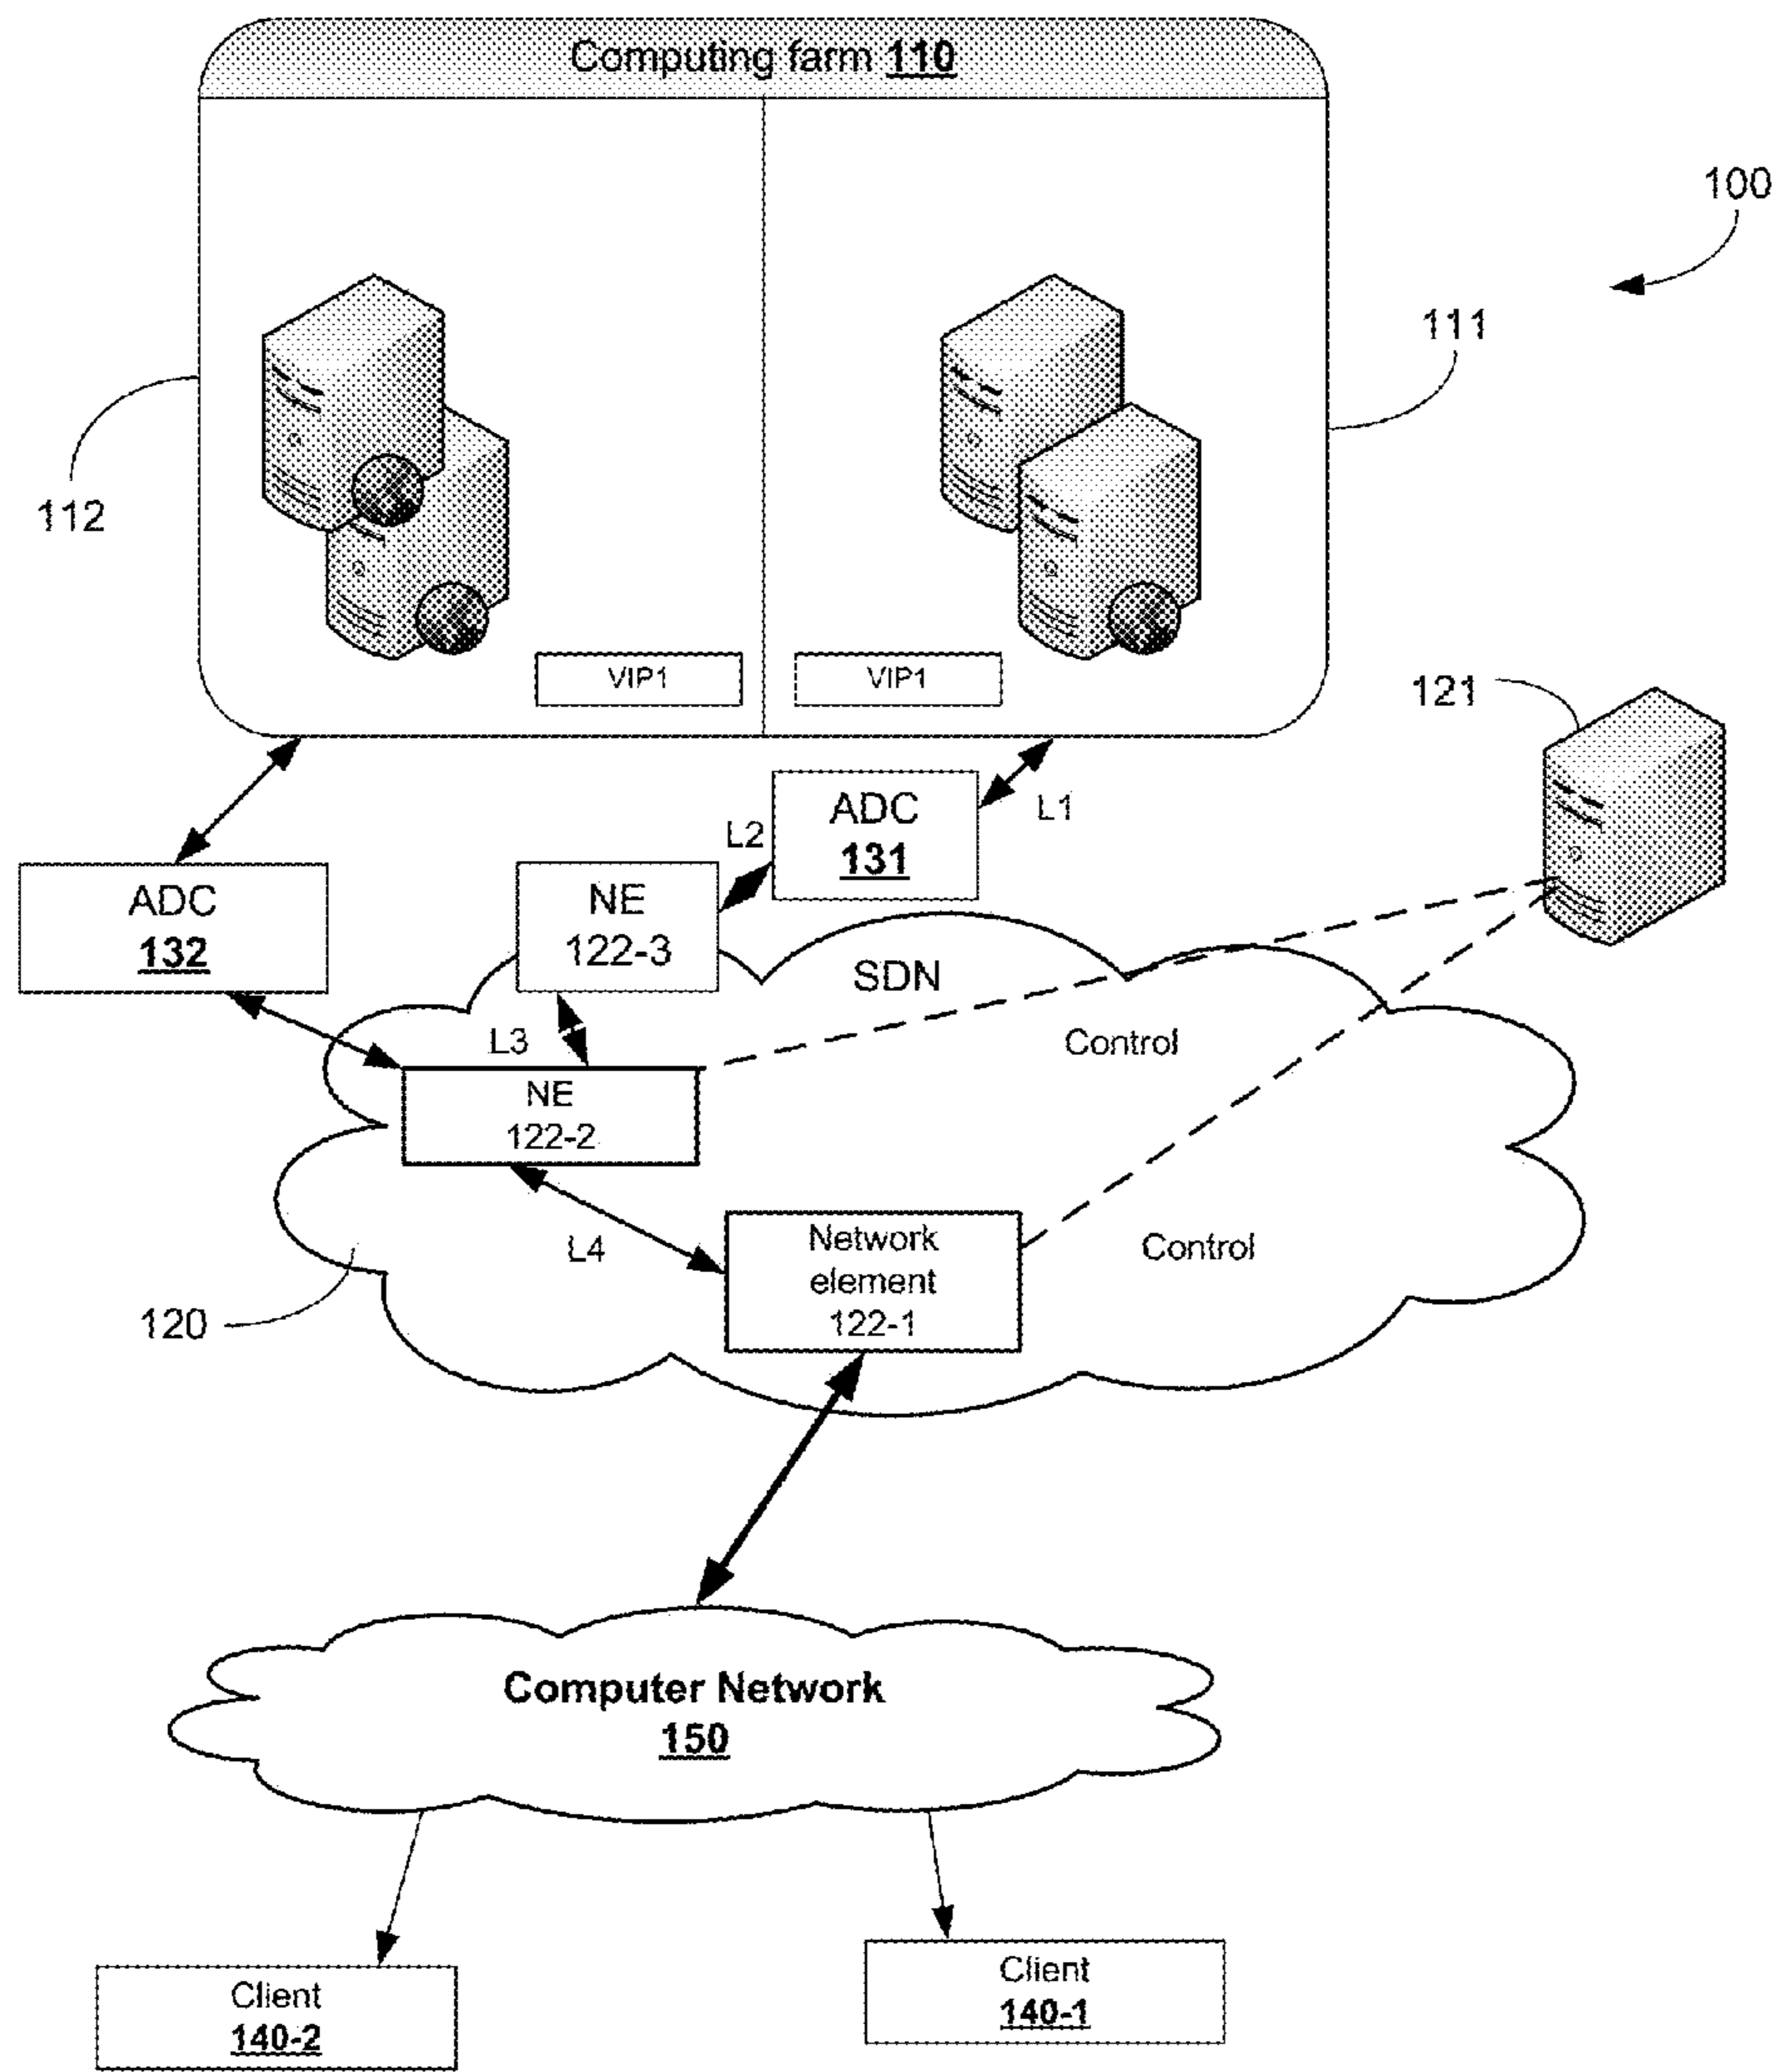 Computing farm 110
100
111
112
VIP1
VIP1
121
ADC
131
L1
L2
ADC
132
NE
122-3
SDN
L3
Control
NE
122-2
L4
Network
element
122-1
Control
120
Computer Network
150
Client
140-1
Client
140-2